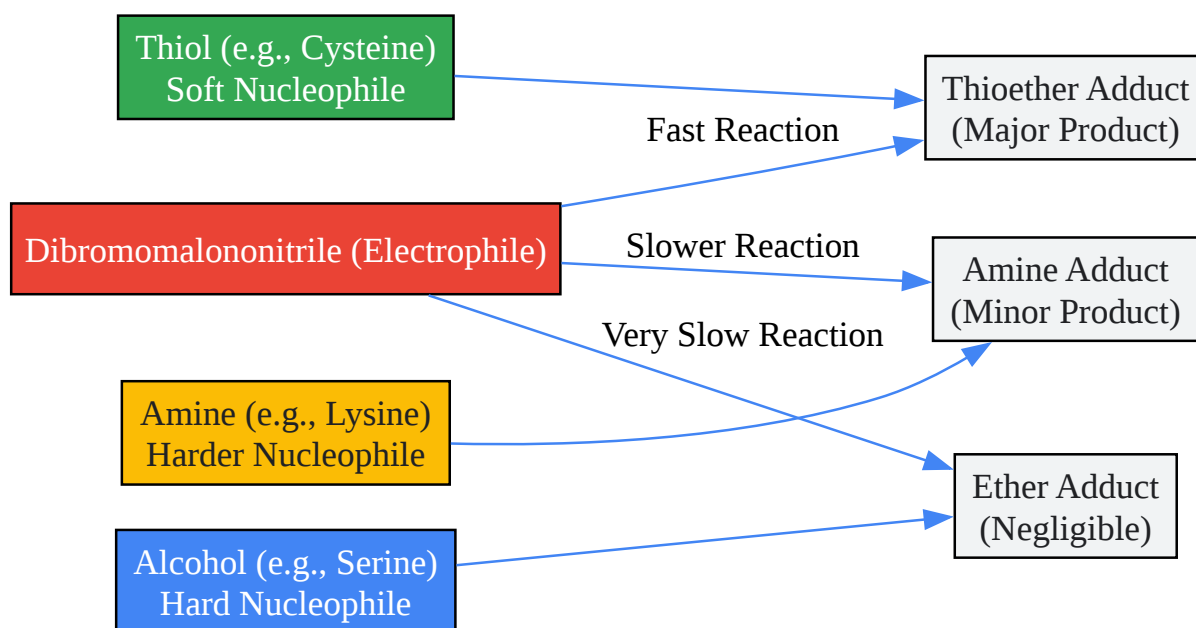 Thiol (e.g., Cysteine)
Soft Nucleophile
Thioether Adduct
(Major Product)
Fast Reaction
Dibromomalononitrile (Electrophile)
Slower Reaction
Amine Adduct
(Minor Product)
Very Slow Reaction
Amine (e.g., Lysine)
Harder Nucleophile
Ether Adduct
(Negligible)
Alcohol (e.g., Serine)
Hard Nucleophile